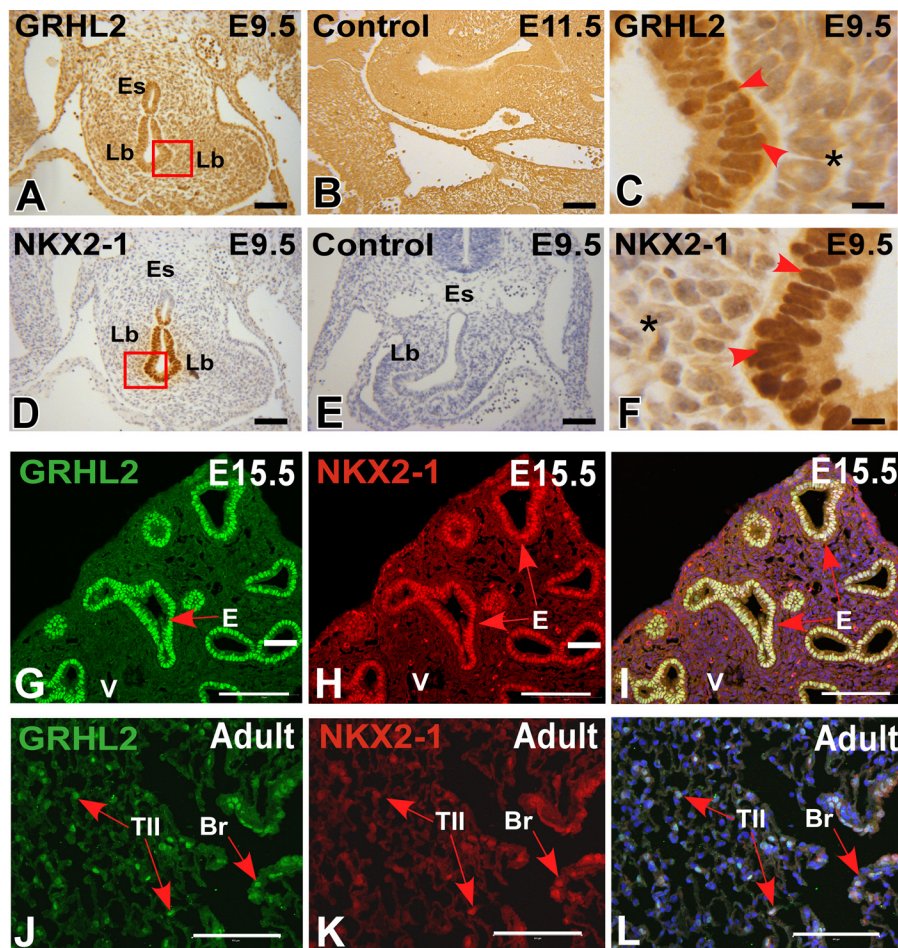 GRHL2 E9.5
Es
Lb Lb
A
Control E11.5
B
GRHL2 E9.5
*
C
NKX2-1 E9.5
Es
Lb
Lb
D
Control E9.5
Es
Lb
E
NKX2-1 E9.5
*
F
GRHL2 E15.5
E
V
G
NKX2-1 E15.5
E
V
H
E15.5
E
V
I
GRHL2 Adult
TII Br
J
NKX2-1 Adult
TII Br
K
Adult
TII Br
L